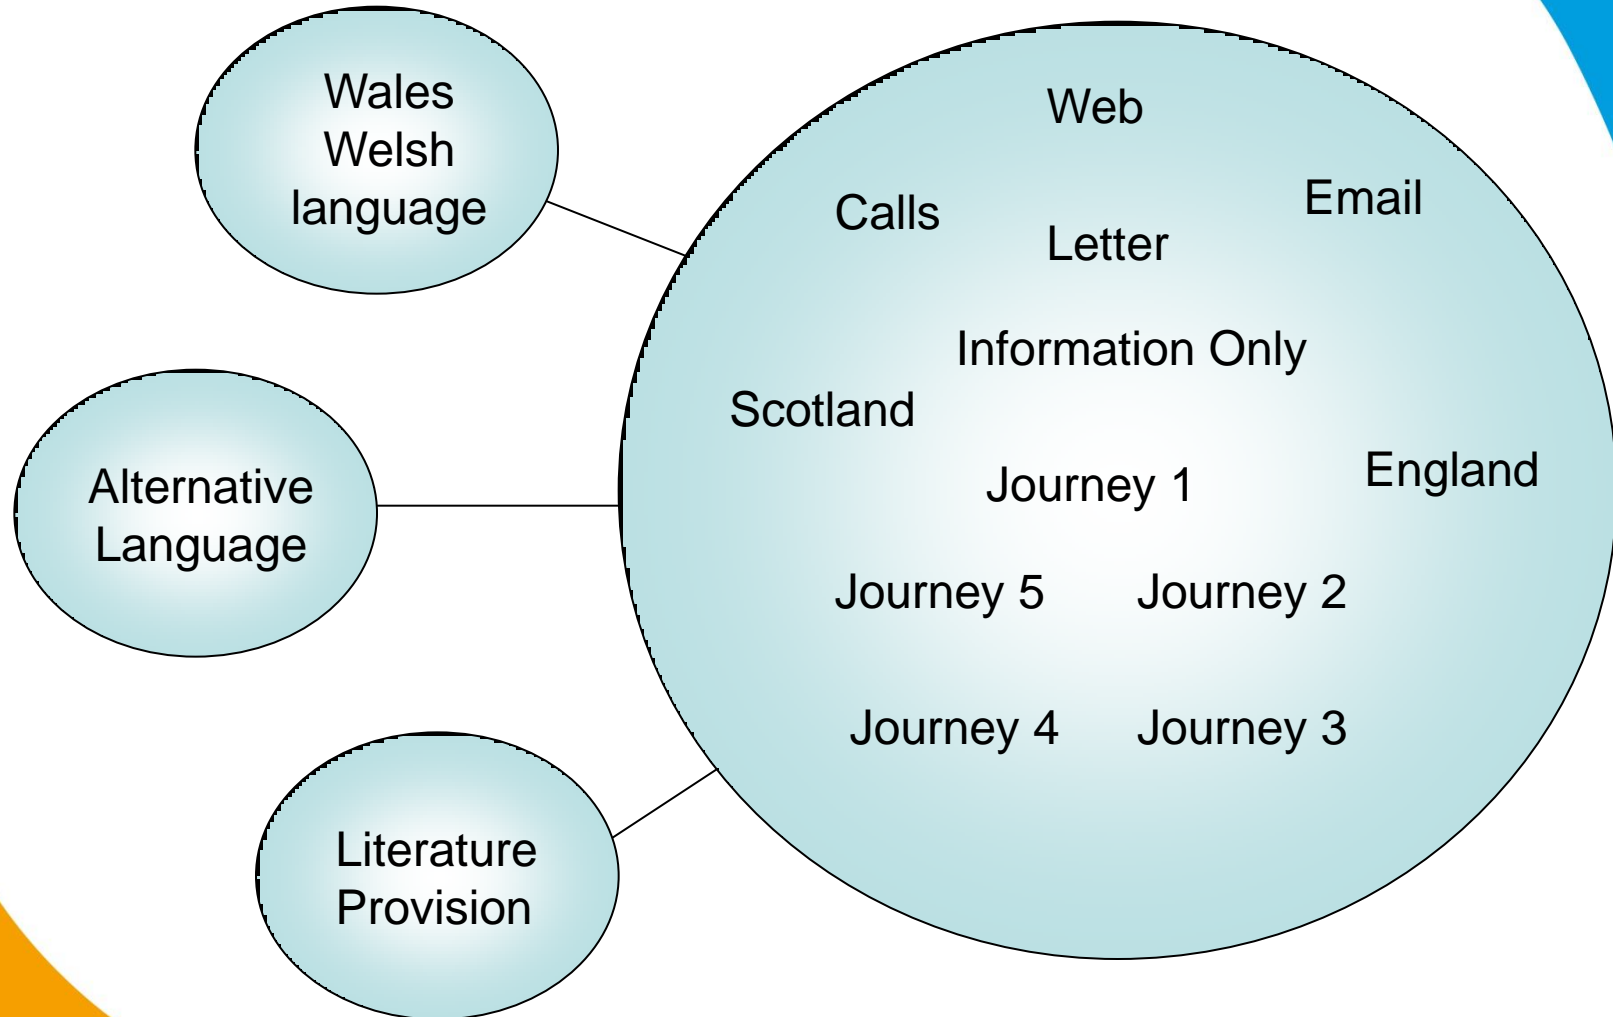 Wales
Welsh
language
Alternative
Language
Literature
Provision
Web
Calls
Email
Letter
Information Only
Scotland
England
Journey 1
Journey 5
Journey 2
Journey 4
Journey 3